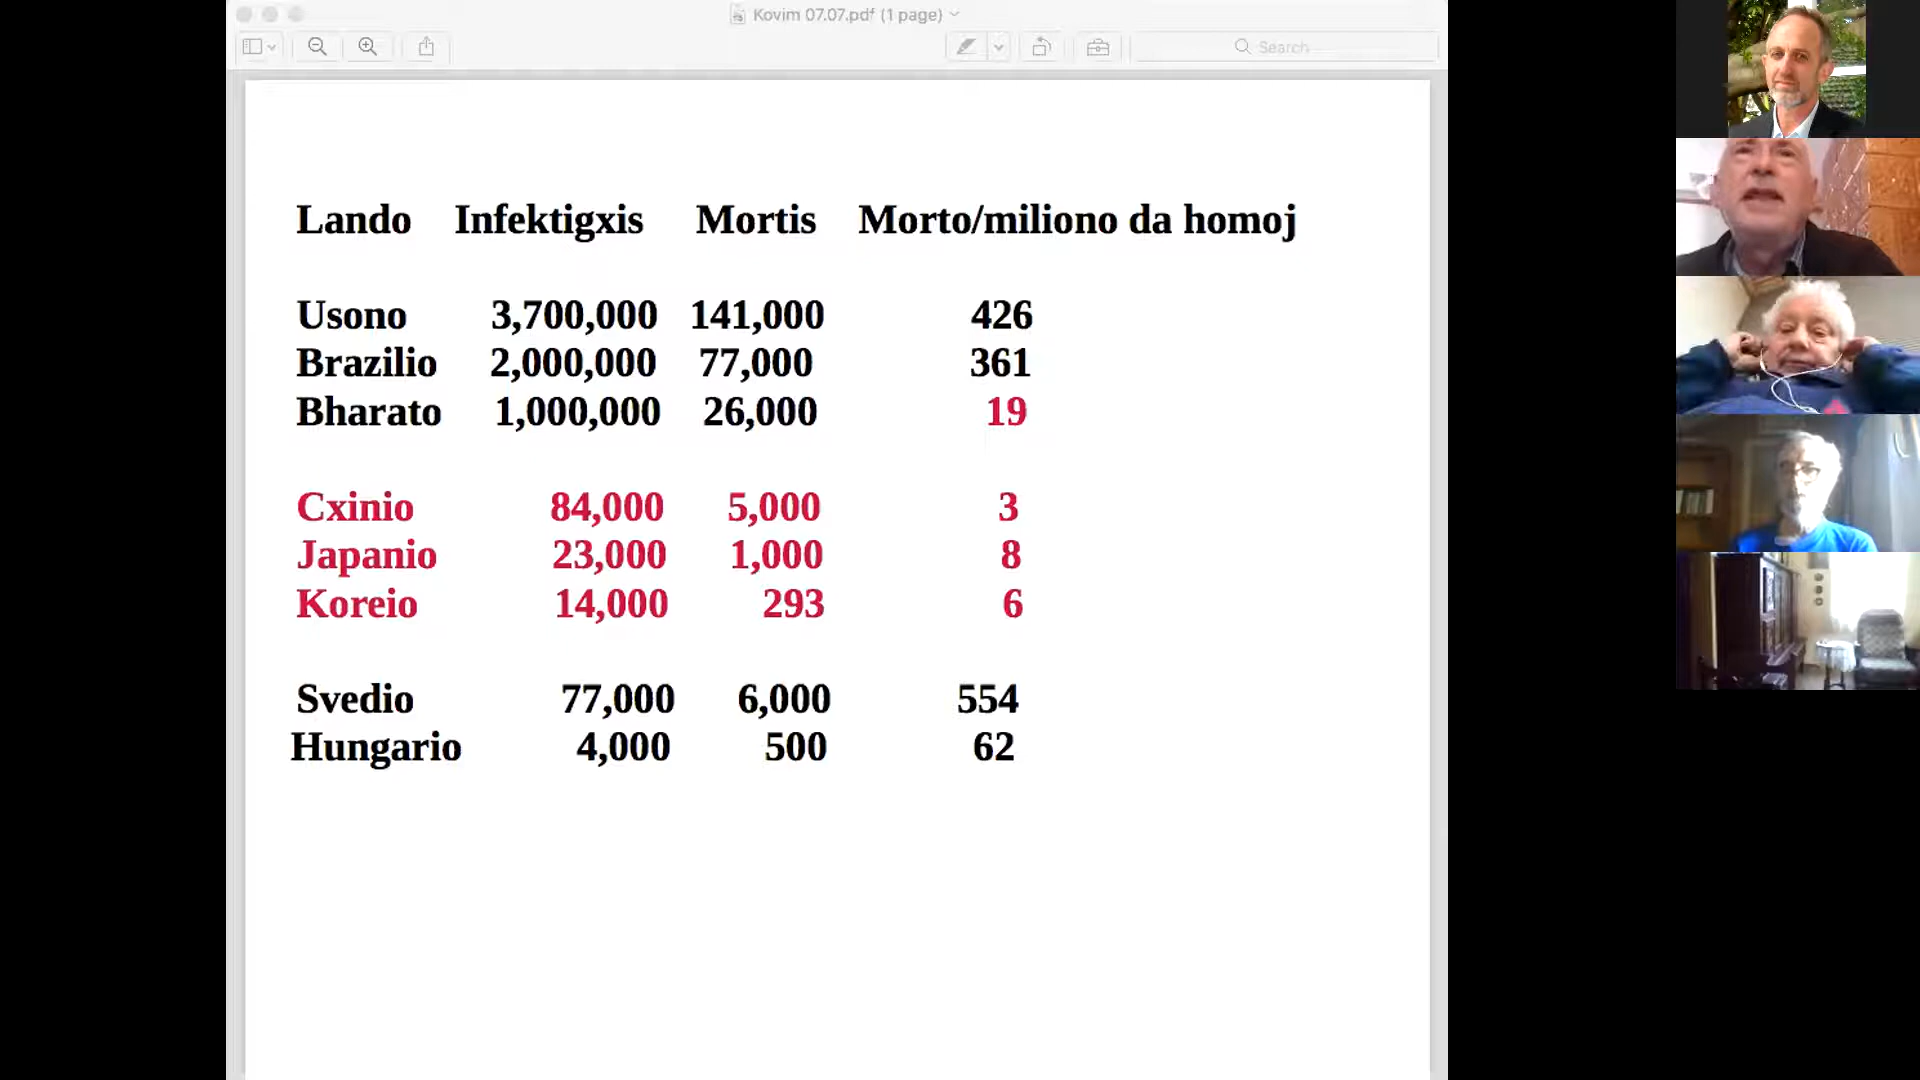 Kovim 07.07.pdf (1 page)
Search
Lando Infektigxis Mortis Morto/miliono da homoj
Usono 3,700,000 141,000 426
Brazilio 2,000,000 77,000 361
Bharato 1,000,000 26,000 19
Cxinio 84,000 5,000 3
Japanio 23,000 1,000 8
Koreio 14,000 293 6
Svedio 77,000 6,000 554
Hungario 4,000 500 62